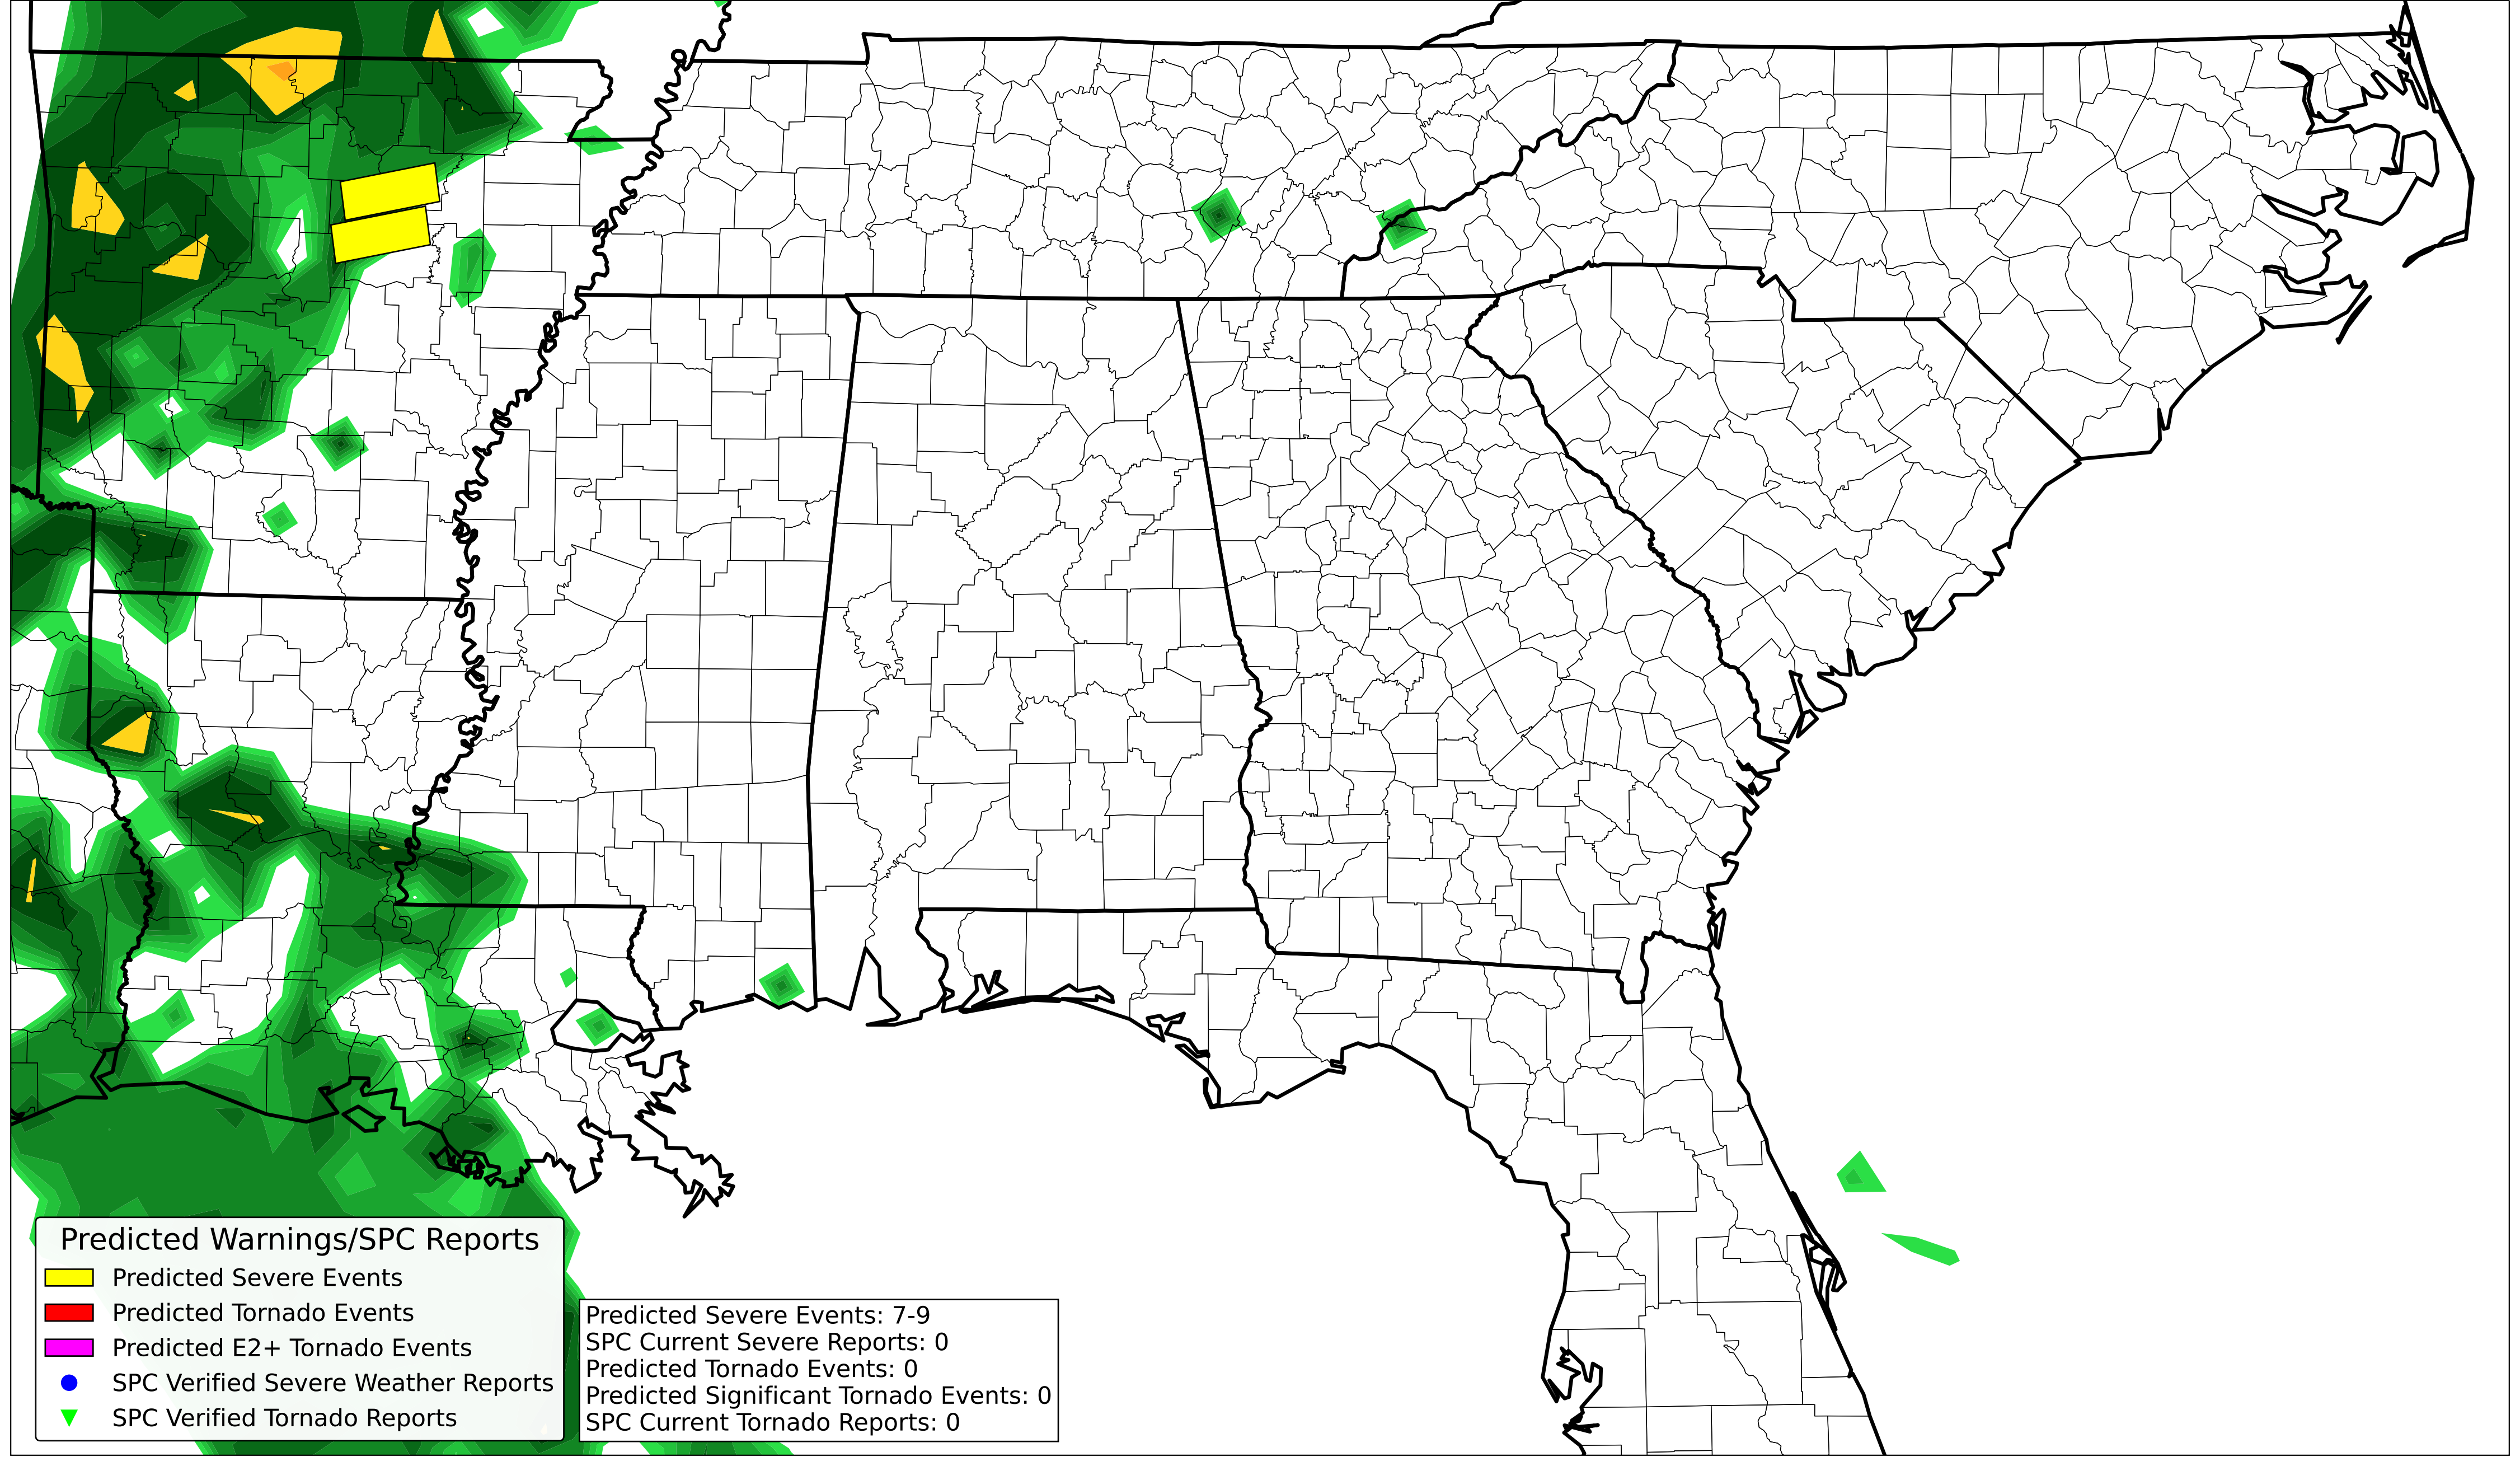 Predicted Warnings/SPC Reports
Predicted Severe Events
Predicted Tornado Events
Predicted E2+ Tornado Events
SPC Verified Severe Weather Reports
SPC Verified Tornado Reports
Predicted Severe Events: 7-9
SPC Current Severe Reports: 0
Predicted Tornado Events: 0
Predicted Significant Tornado Events: 0
SPC Current Tornado Reports: 0